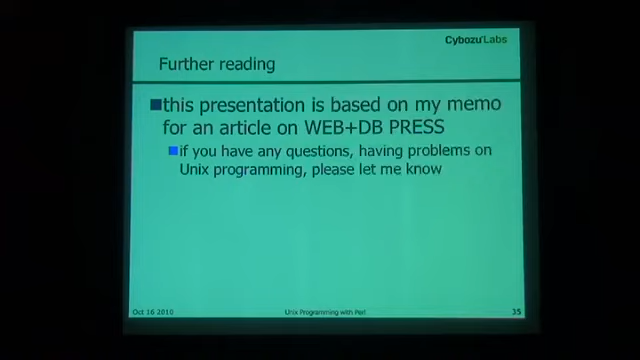 Cybozu Labs
Further reading
this presentation is based on my memo
for an article on WEB+DB PRESS
if you have any questions, having problems on
Unix programming, please let me know
Oct 16 2010
Unix Programming with Perl
35